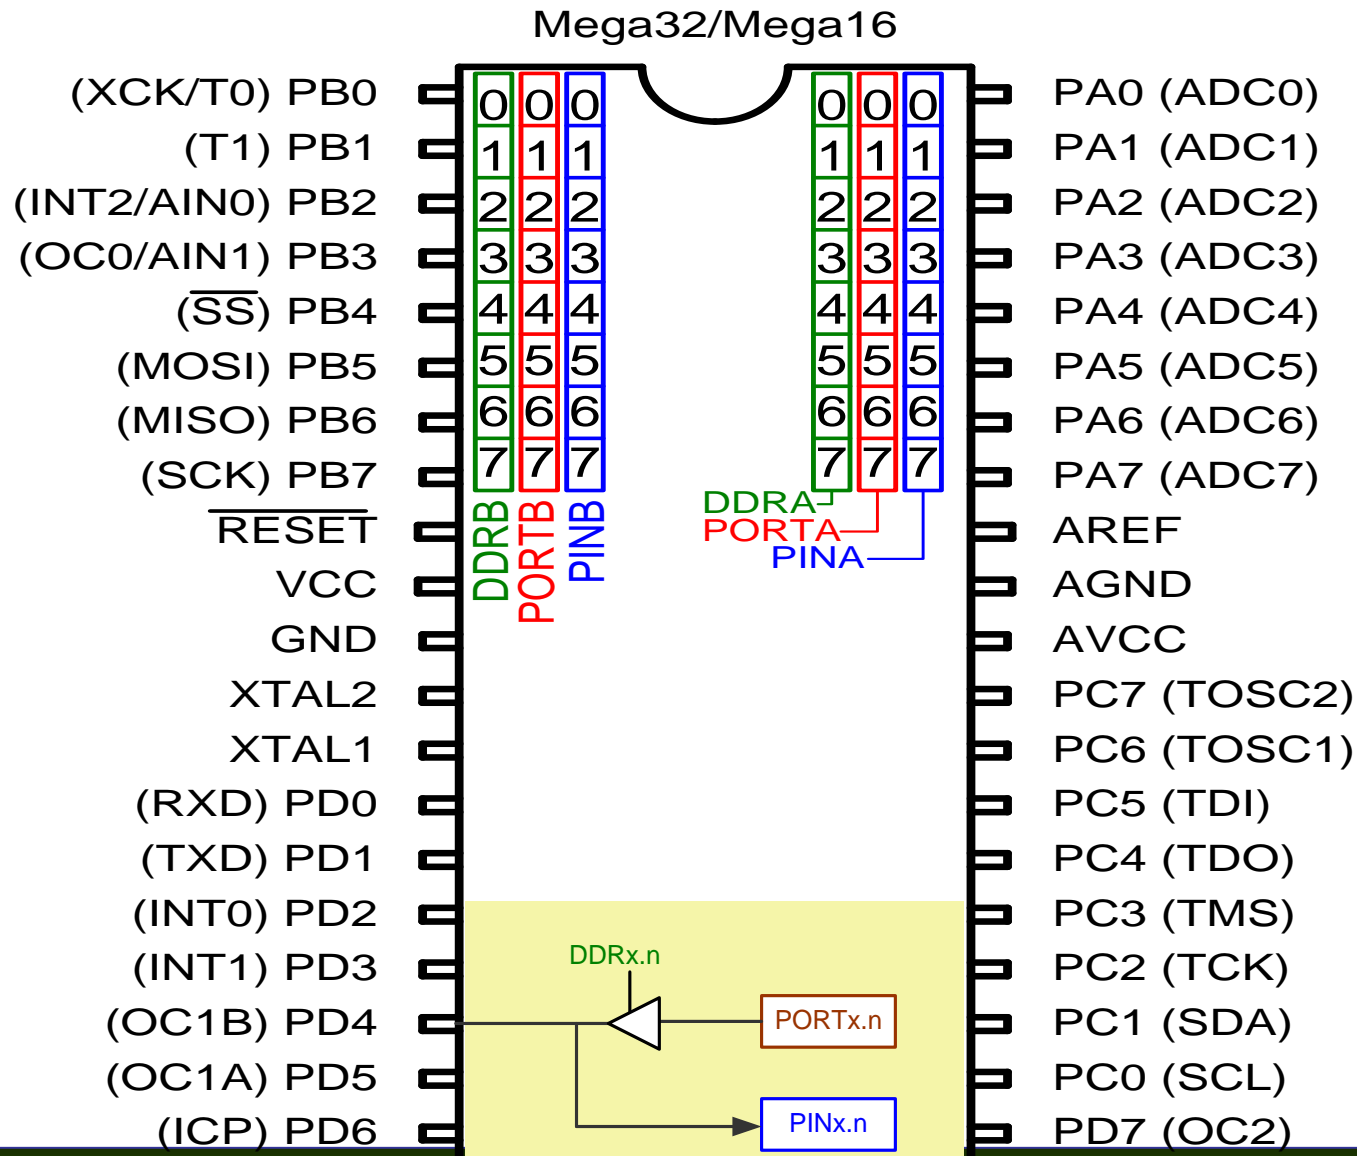 Mega32/Mega16
(XCK/T0) PB0
(T1) PB1
(INT2/AIN0) PB2
(OC0/AIN1) PB3
(SS) PB4
(MOSI) PB5
(MISO) PB6
(SCK) PB7
RESET
VCC
GND
XTAL2
XTAL1
(RXD) PD0
(TXD) PD1
(INT0) PD2
(INT1) PD3
(OC1B) PD4
(OC1A) PD5
(ICP) PD6
0 0 0
1 1 1
2 2 2
3 3 3
4 4 4
5 5 5
6 6 6
7 7 7
DDRB
PORTB
PINB
0 0 0
1 1 1
2 2 2
3 3 3
4 4 4
5 5 5
6 6 6
7 7 7
DDRA
PORTA
PINA
DDRx.n
PORTx.n
PINx.n
PA0 (ADC0)
PA1 (ADC1)
PA2 (ADC2)
PA3 (ADC3)
PA4 (ADC4)
PA5 (ADC5)
PA6 (ADC6)
PA7 (ADC7)
AREF
AGND
AVCC
PC7 (TOSC2)
PC6 (TOSC1)
PC5 (TDI)
PC4 (TDO)
PC3 (TMS)
PC2 (TCK)
PC1 (SDA)
PC0 (SCL)
PD7 (OC2)